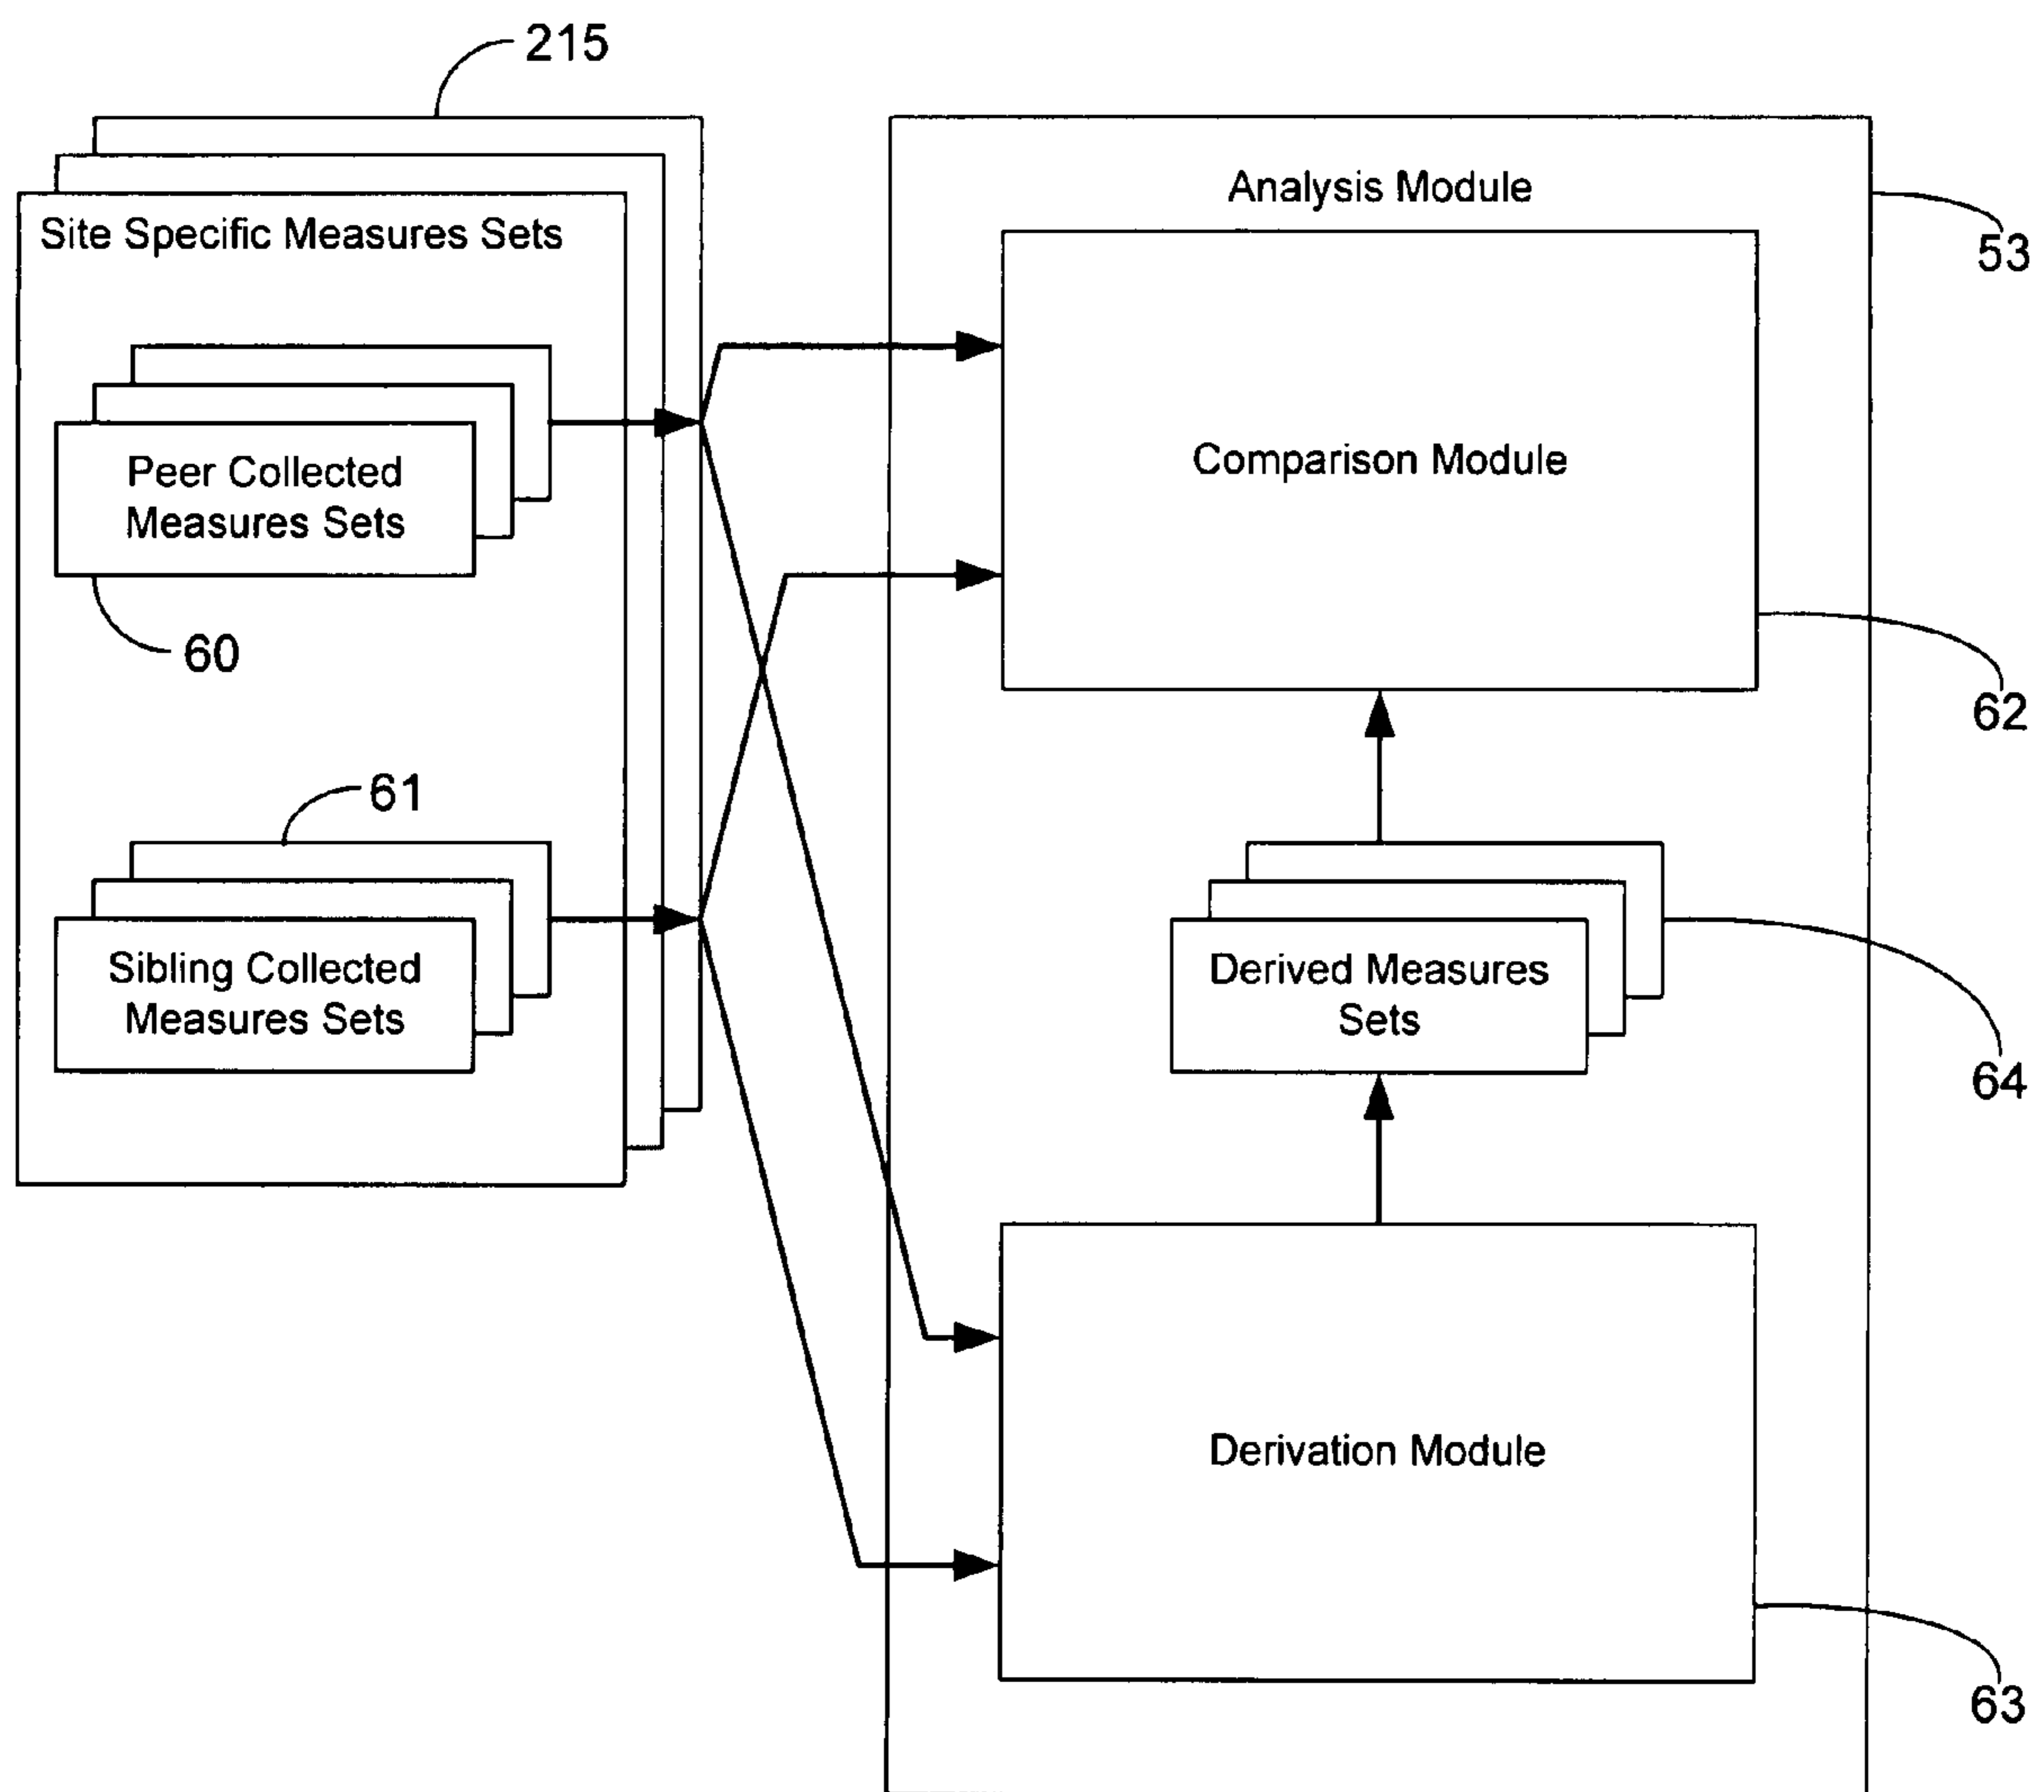 215
Site Specific Measures Sets
Peer Collected
Measures Sets
60
61
Sibling Collected
Measures Sets
Analysis Module
53
Comparison Module
62
Derived Measures
Sets
64
Derivation Module
63